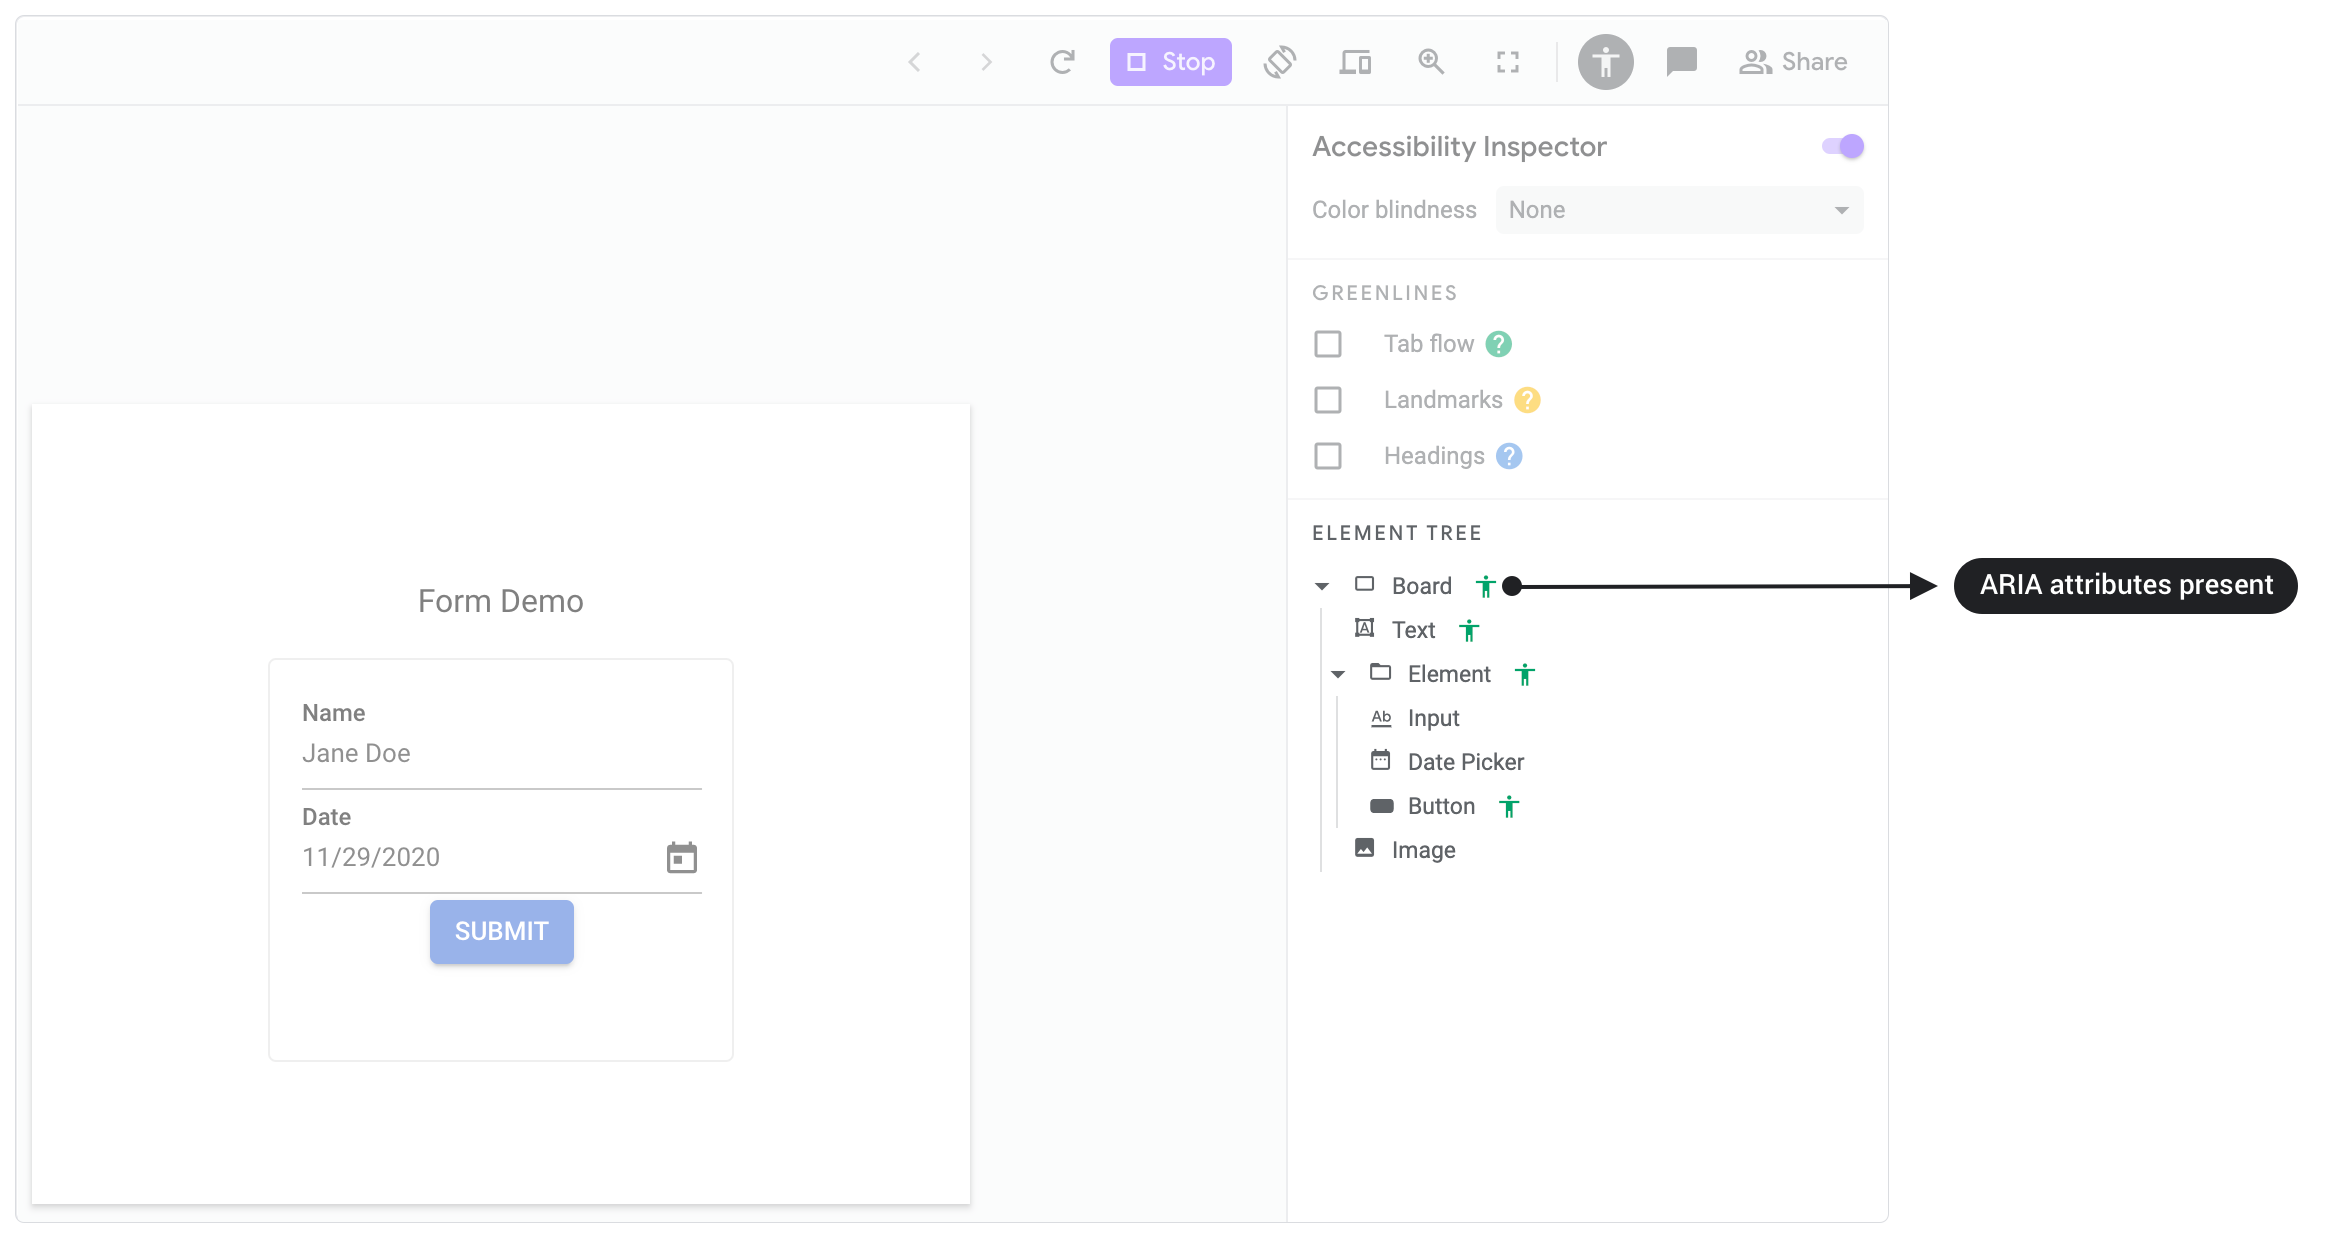 Stop
Share
Accessibility Inspector
Color blindness None
GREENLINES
Tab flow ?
Landmarks ?
Headings ?
ELEMENT TREE
Board
ARIA attributes present
A Text
Element
Ab Input
Date Picker
Button
Image
Form Demo
Name
Jane Doe
Date
11/29/2020
SUBMIT